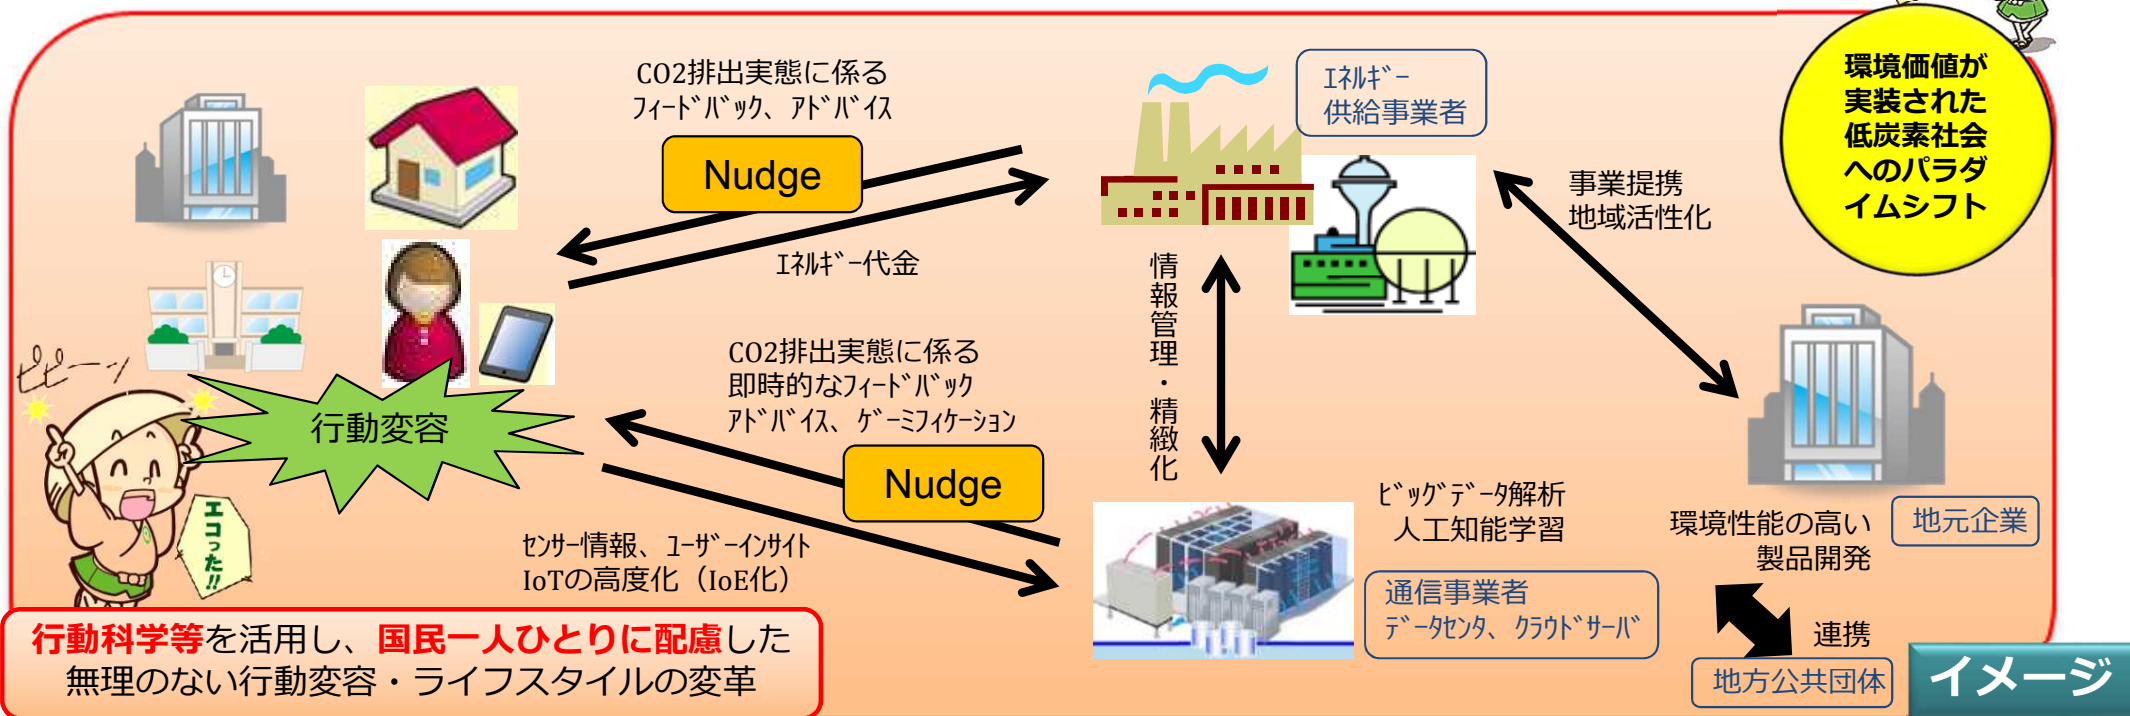 CO2排出実態に係る
ﾌｨｰﾄﾞﾊﾞｯｸ、ｱﾄﾞﾊﾞｲｽ
Nudge
ｴﾈﾙｷﾞｰ代金
ｴﾈﾙｷﾞｰ
供給事業者
環境価値が
実装された
低炭素社会
へのパラダ
イムシフト
事業提携
地域活性化
情報管理・精緻化
ピピーン
行動変容
エコった!!
CO2排出実態に係る
即時的なﾌｨｰﾄﾞﾊﾞｯｸ
ｱﾄﾞﾊﾞｲｽ、ｹﾞｰﾐﾌｨｹｰｼｮﾝ
Nudge
ｾﾝｻｰ情報、ﾕｰｻﾞｰｲﾝｻｲﾄ
IoTの高度化（IoE化）
ﾋﾞｯｸﾞﾃﾞｰﾀ解析
人工知能学習
通信事業者
ﾃﾞｰﾀｾﾝﾀ、ｸﾗｳﾄﾞｻｰﾊﾞ
環境性能の高い
製品開発
地元企業
連携
地方公共団体
行動科学等を活用し、国民一人ひとりに配慮した
無理のない行動変容・ライフスタイルの変革
イメージ